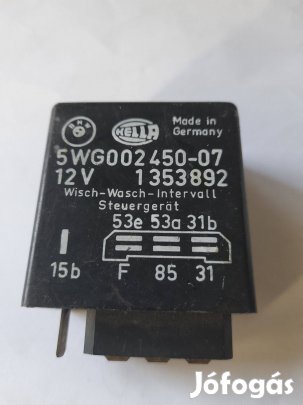 BMW HELLA Made in
Germany
5WG002450-07
12V 1353892
Wisch-Wasch-Intervall
Steuergerät
53e 53a 31b
I
15b F 85 31
Jófogás